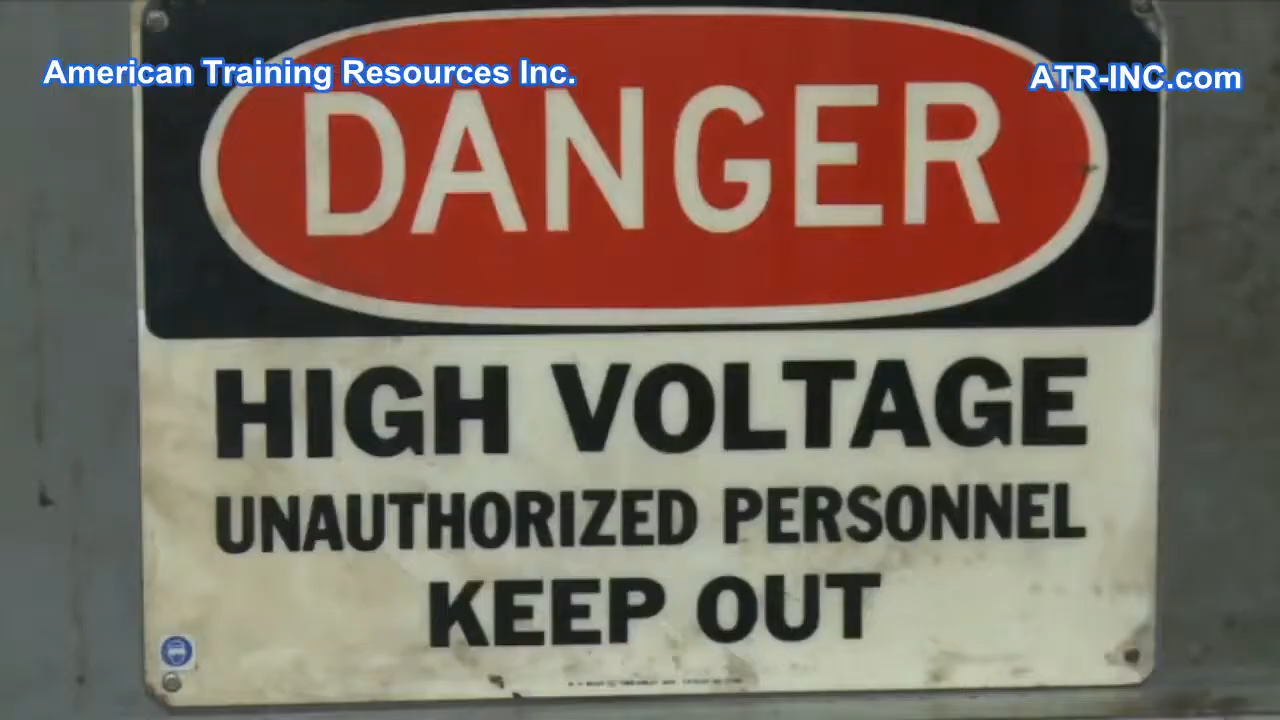 American Training Resources Inc.
ATR-INC.com
DANGER
HIGH VOLTAGE
UNAUTHORIZED PERSONNEL
KEEP OUT